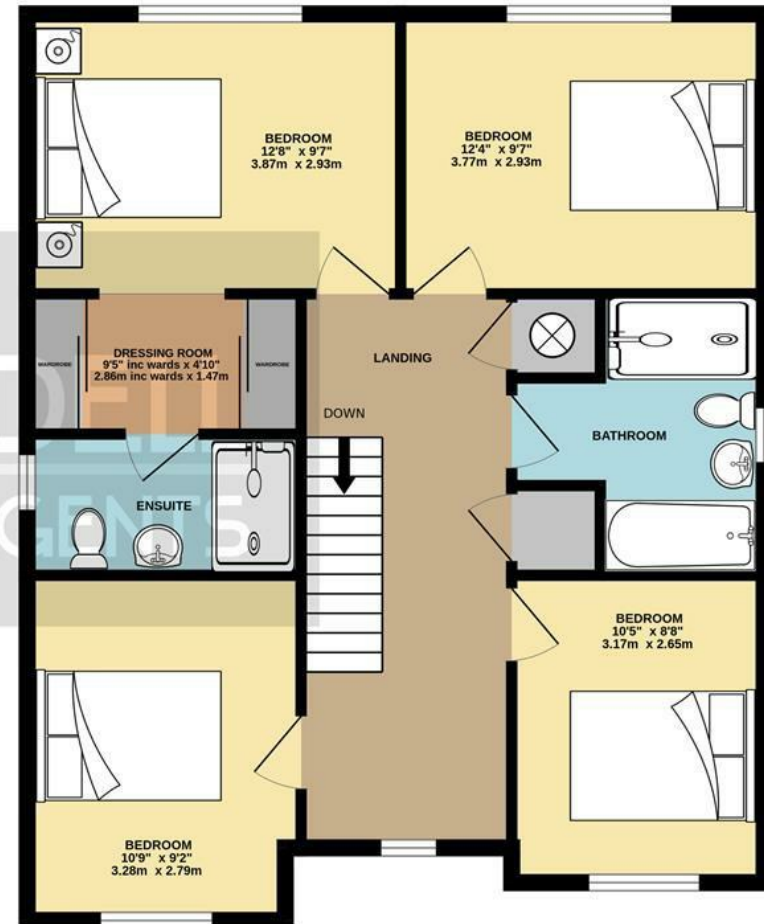 BEDROOM
12'8" x 9'7"
3.87m x 2.93m
BEDROOM
12'4" x 9'7"
3.77m x 2.93m
WARDROBE
DRESSING ROOM
9'5" inc wards x 4'10"
2.86m inc wards x 1.47m
WARDROBE
LANDING
DOWN
BATHROOM
ENSUITE
BEDROOM
10'5" x 8'8"
3.17m x 2.65m
BEDROOM
10'9" x 9'2"
3.28m x 2.79m